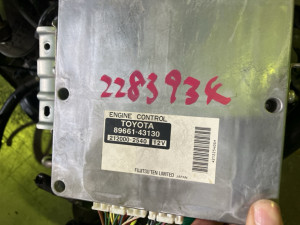 228393K
ENGINE CONTROL
TOYOTA
89661-43130
212000-2540 12V
FUJITSU TEN LIMITED